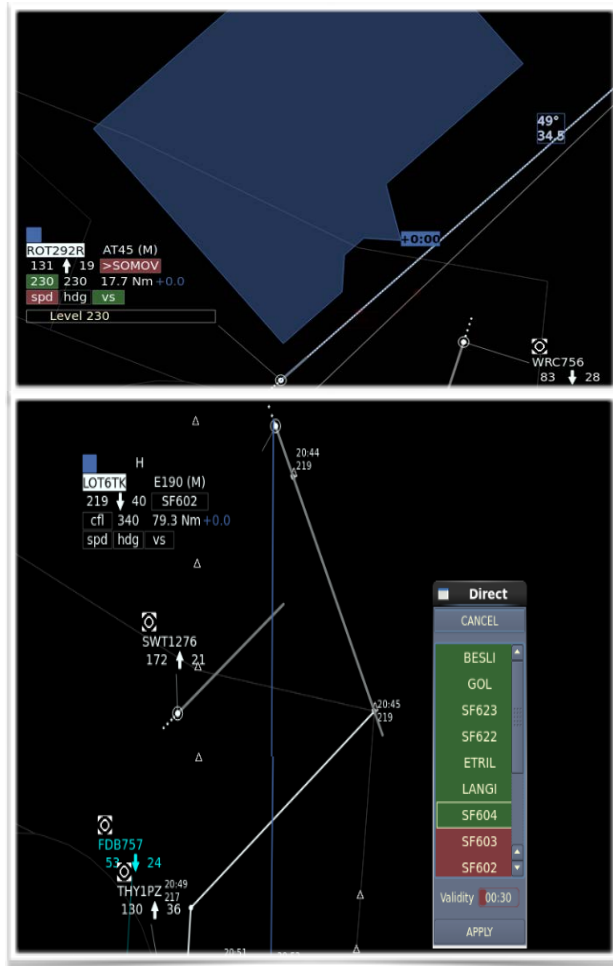 49°
34.5
+0:00
ROT292R AT45 (M)
131 19 >SOMOV
230 230 17.7 Nm +0.0
spd hdg vs
Level 230
WRC756
83 28
20:44
219
H
LOT6TK E190 (M)
219 40 SF602
cfl 340 79.3 Nm +0.0
spd hdg vs
Direct
CANCEL
BESLI
GOL
SF623
SF622
ETRIL
LANGI
SF604
SF603
SF602
Validity 00:30
APPLY
SWT1276
172 21
20:45
219
FDB757
53 24
THY1PZ
130 36
20:49
217
20:51